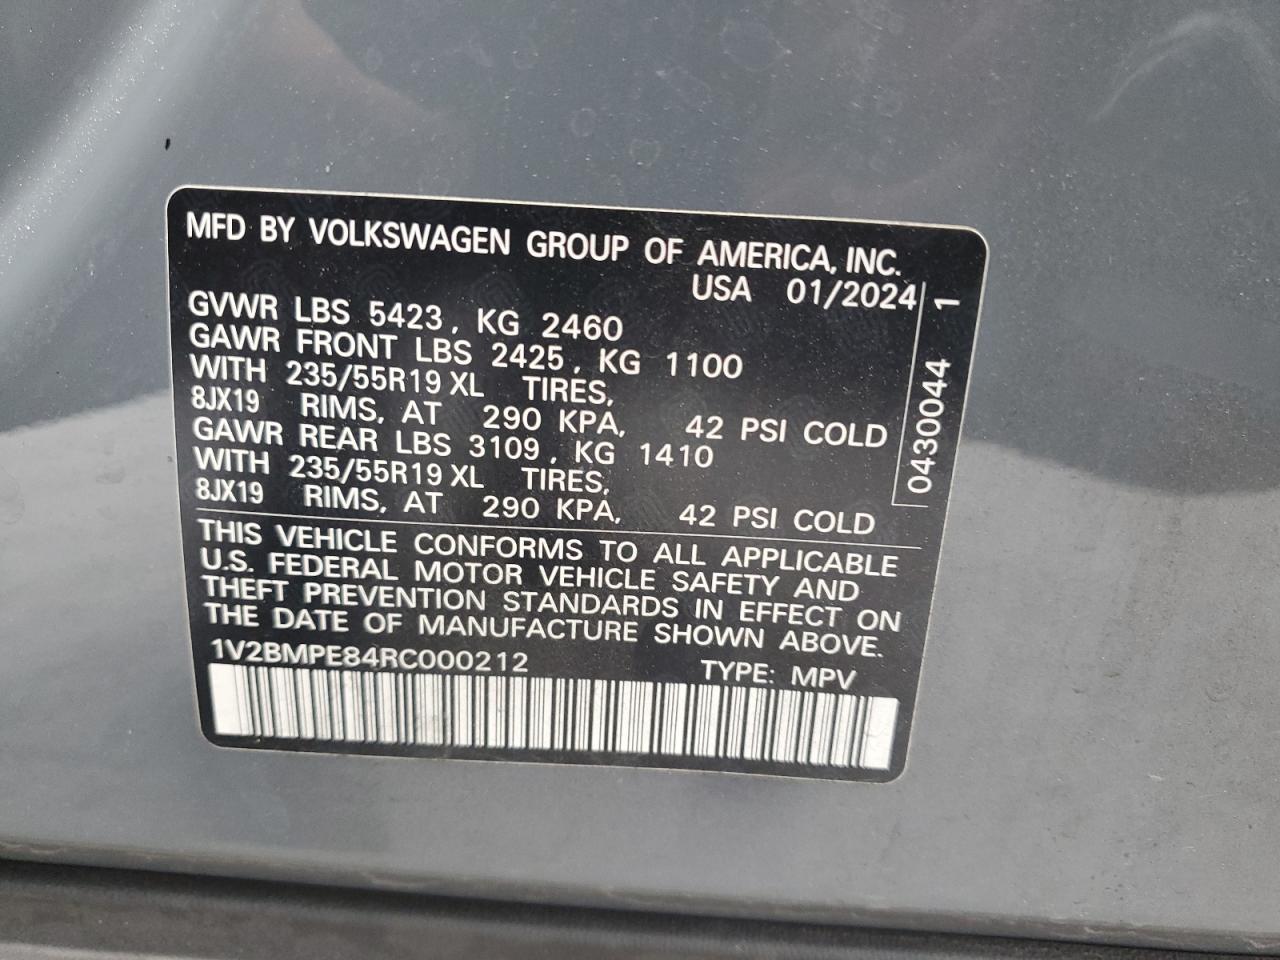 MFD BY VOLKSWAGEN GROUP OF AMERICA, INC.
USA 01/2024
GVWR LBS 5423, KG 2460
GAWR FRONT LBS 2425, KG 1100
WITH 235/55R19 XL TIRES,
8JX19 RIMS, AT 290 KPA, 42 PSI COLD
GAWR REAR LBS 3109, KG 1410
WITH 235/55R19 XL TIRES,
8JX19 RIMS, AT 290 KPA, 42 PSI COLD
0430044 1
THIS VEHICLE CONFORMS TO ALL APPLICABLE
U.S. FEDERAL MOTOR VEHICLE SAFETY AND
THEFT PREVENTION STANDARDS IN EFFECT ON
THE DATE OF MANUFACTURE SHOWN ABOVE.
1V2BMPE84RC000212 TYPE: MPV